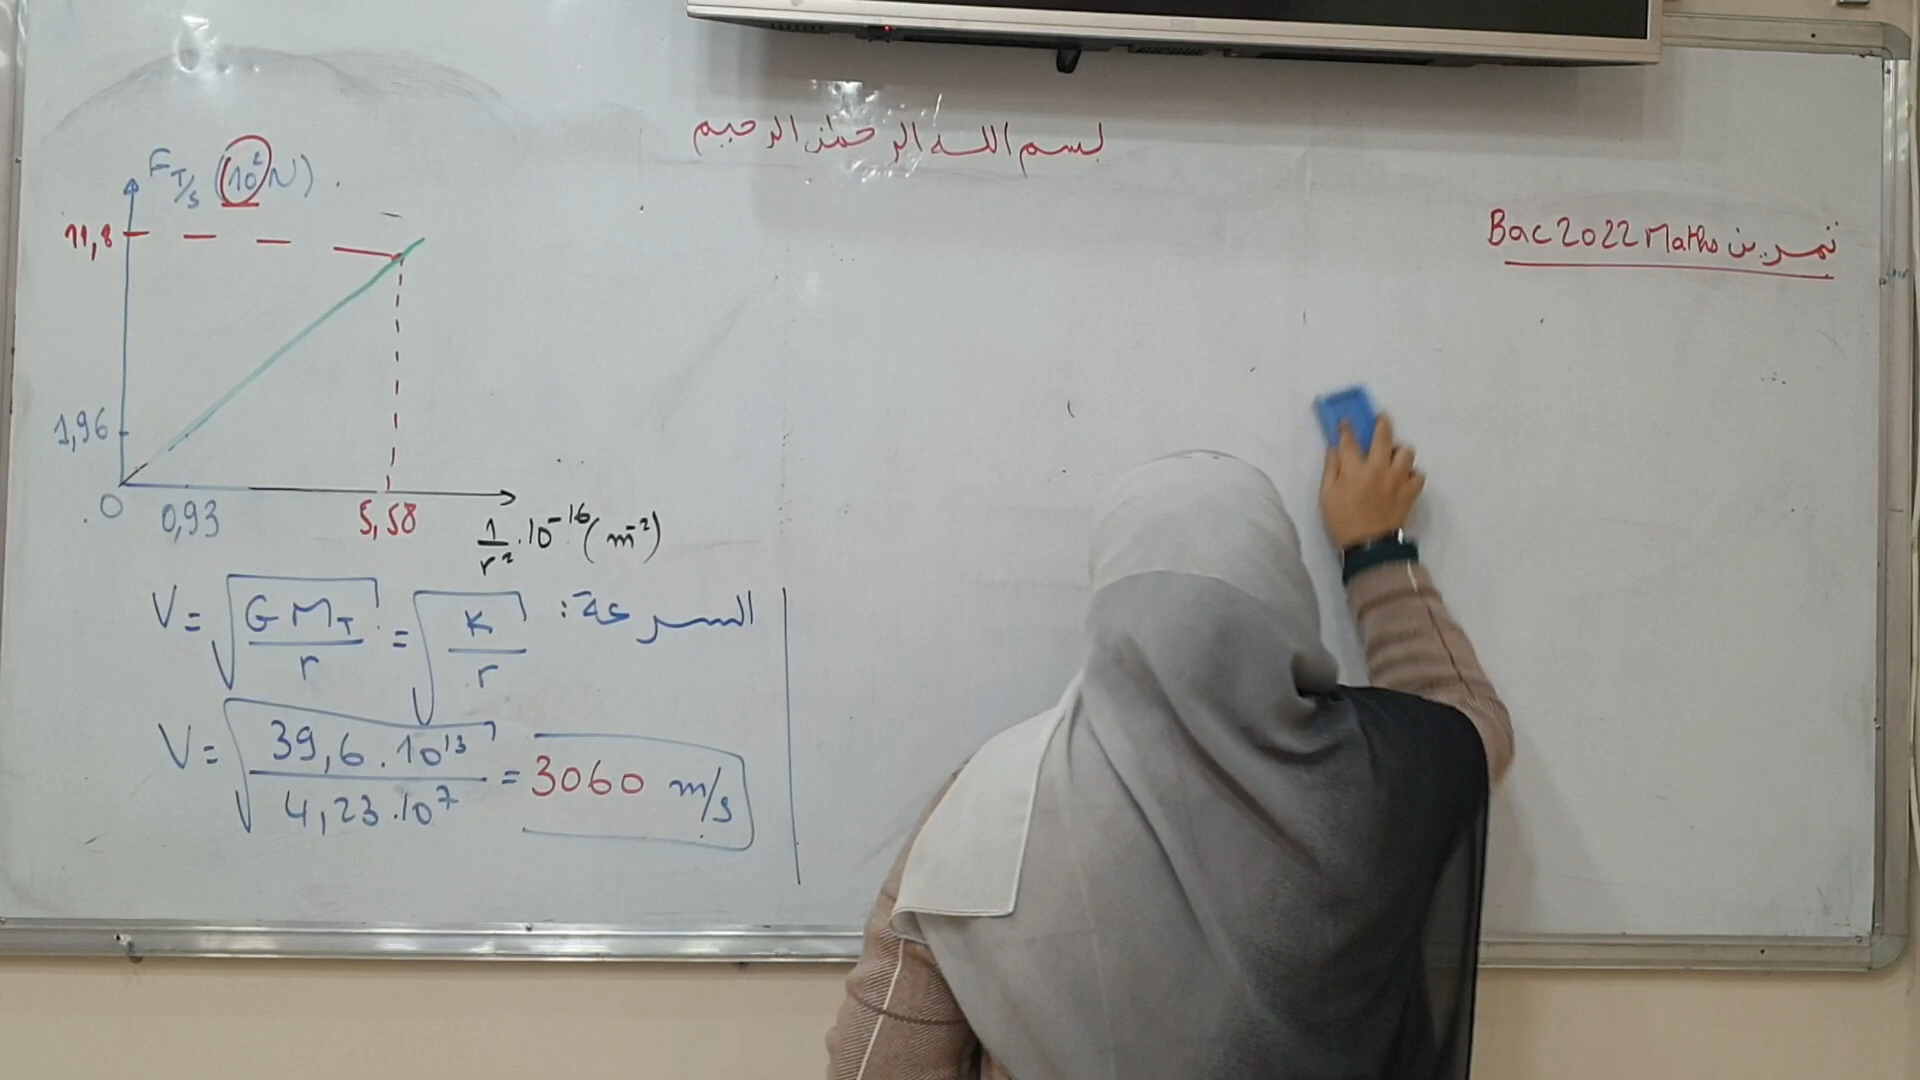 بسم الله الرحمن الرحيم
تمرين Bac 2022 Maths
F_T/S (10² N)
11,8
1,96
0
0,93
5,58
1/r² . 10⁻¹⁶ (m⁻²)
السرعة: V = √(G M_T / r) = √(K / r)
V = √(39,6 . 10¹³ / 4,23 . 10⁷) = 3060 m/s